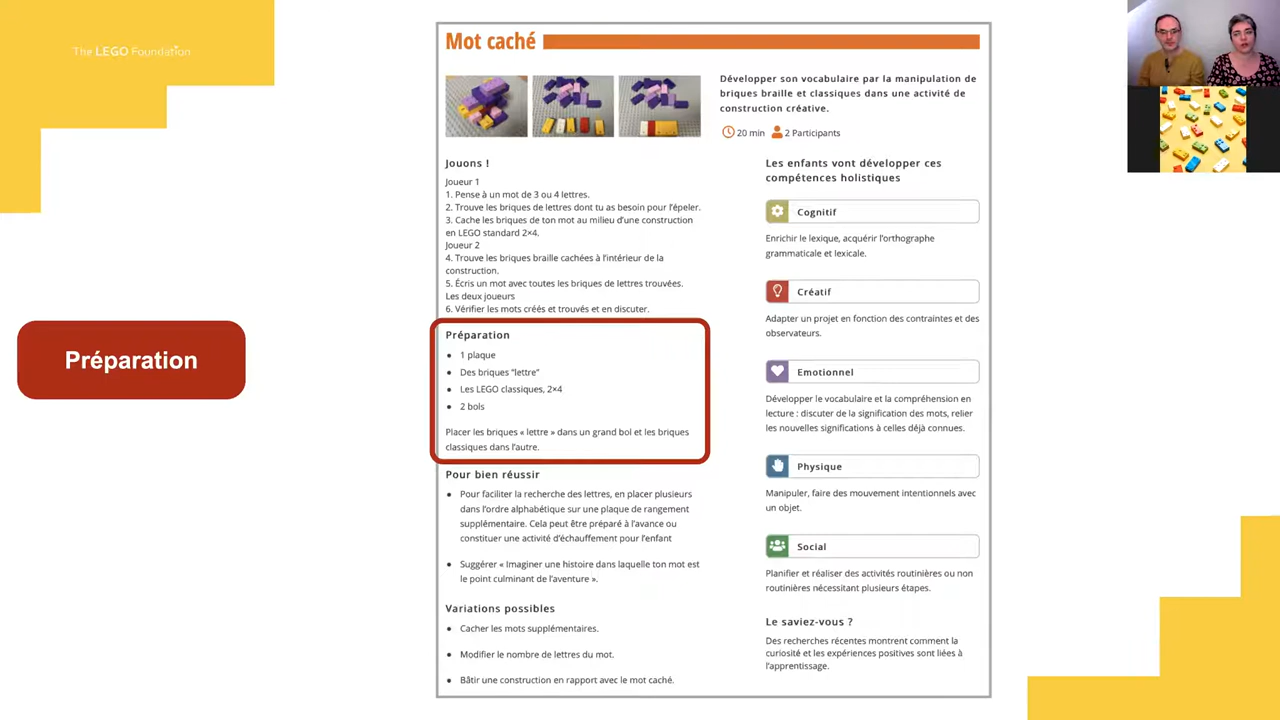 The LEGO Foundation
Préparation
Mot caché
Développer son vocabulaire par la manipulation de
briques braille et classiques dans une activité de
construction créative.
20 min 2 Participants
Jouons !
Joueur 1
1. Pense à un mot de 3 ou 4 lettres.
2. Trouve les briques de lettres dont tu as besoin pour l'épeler.
3. Cache les briques de ton mot au milieu d'une construction
en LEGO standard 2×4.
Joueur 2
4. Trouve les briques braille cachées à l'intérieur de la
construction.
5. Écris un mot avec toutes les briques de lettres trouvées.
Les deux joueurs
6. Vérifier les mots créés et trouvés et en discuter.
Préparation
● 1 plaque
● Des briques "lettre"
● Les LEGO classiques, 2×4
● 2 bols
Placer les briques « lettre » dans un grand bol et les briques
classiques dans l'autre.
Pour bien réussir
● Pour faciliter la recherche des lettres, en placer plusieurs
dans l'ordre alphabétique sur une plaque de rangement
supplémentaire. Cela peut être préparé à l'avance ou
constituer une activité d'échauffement pour l'enfant
● Suggérer « Imaginer une histoire dans laquelle ton mot est
le point culminant de l'aventure ».
Variations possibles
● Cacher les mots supplémentaires.
● Modifier le nombre de lettres du mot.
● Bâtir une construction en rapport avec le mot caché.
Les enfants vont développer ces
compétences holistiques
Cognitif
Enrichir le lexique, acquérir l'orthographe
grammaticale et lexicale.
Créatif
Adapter un projet en fonction des contraintes et des
observateurs.
Emotionnel
Développer le vocabulaire et la compréhension en
lecture : discuter de la signification des mots, relier
les nouvelles significations à celles déjà connues.
Physique
Manipuler, faire des mouvement intentionnels avec
un objet.
Social
Planifier et réaliser des activités routinières ou non
routinières nécessitant plusieurs étapes.
Le saviez-vous ?
Des recherches récentes montrent comment la
curiosité et les expériences positives sont liées à
l'apprentissage.